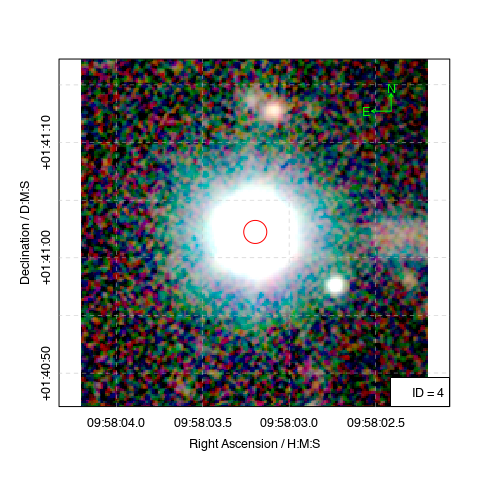 N
E
+01:41:10
+01:41:00
+01:40:50
Declination / D:M:S
ID = 4
09:58:04.0 09:58:03.5 09:58:03.0 09:58:02.5
Right Ascension / H:M:S